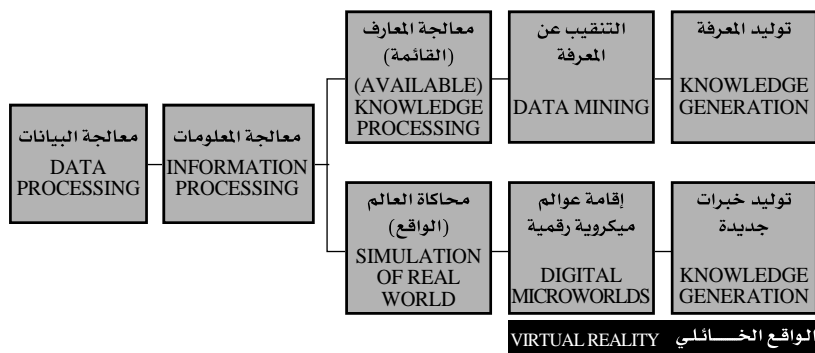 معالجة البيانات
DATA
PROCESSING
معالجة المعلومات
INFORMATION
PROCESSING
معالجة المعارف
(القائمة)
(AVAILABLE)
KNOWLEDGE
PROCESSING
التنقيب عن
المعرفة
DATA MINING
توليد المعرفة
KNOWLEDGE
GENERATION
محاكاة العالم
(الواقع)
SIMULATION
OF REAL
WORLD
إقامة عوالم
ميكروية رقمية
DIGITAL
MICROWORLDS
توليد خبرات
جديدة
KNOWLEDGE
GENERATION
الواقع الخـــائلي VIRTUAL REALITY